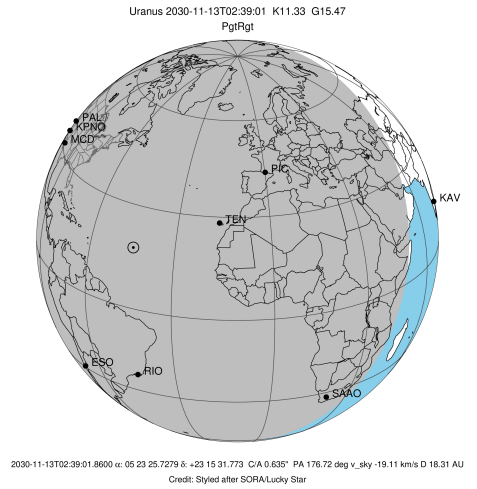 Uranus 2030-11-13T02:39:01 K11.33 G15.47
PgtRgt
PAL
KPNO
MCD
PIC
KAV
TEN
ESO
RIO
SAAO
2030-11-13T02:39:01.8600 α: 05 23 25.7279 δ: +23 15 31.773 C/A 0.635" PA 176.72 deg v_sky -19.11 km/s D 18.31 AU
Credit: Styled after SORA/Lucky Star